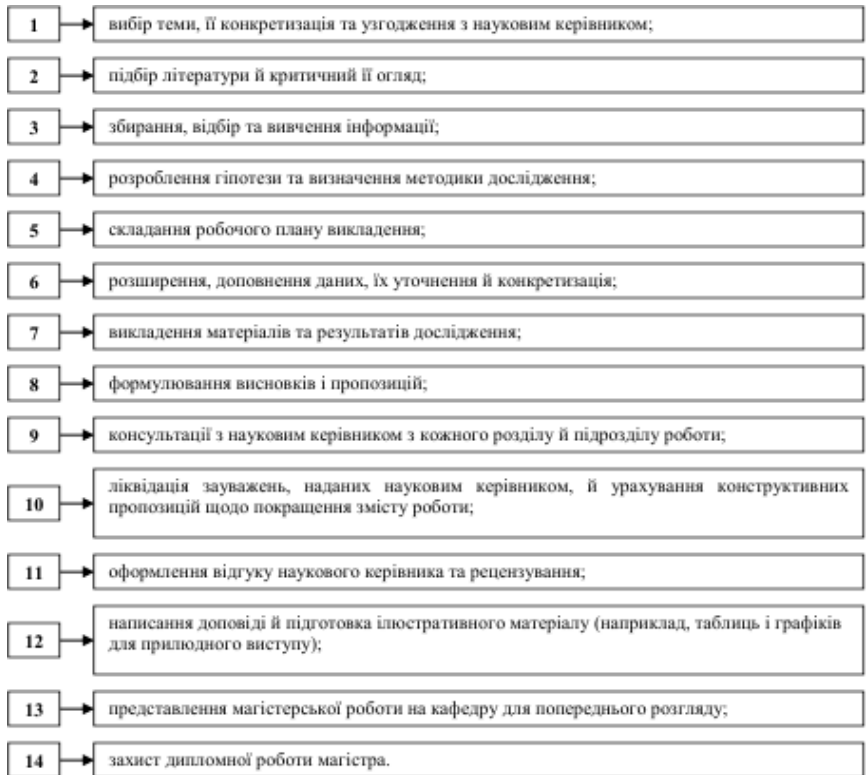 1 вибір теми, її конкретизація та узгодження з науковим керівником;
2 підбір літератури й критичний її огляд;
3 збирання, відбір та вивчення інформації;
4 розроблення гіпотези та визначення методики дослідження;
5 складання робочого плану викладення;
6 розширення, доповнення даних, їх уточнення й конкретизація;
7 викладення матеріалів та результатів дослідження;
8 формулювання висновків і пропозицій;
9 консультації з науковим керівником з кожного розділу й підрозділу роботи;
10 ліквідація зауважень, наданих науковим керівником, й урахування конструктивних
пропозицій щодо покращення змісту роботи;
11 оформлення відгуку наукового керівника та рецензування;
12 написання доповіді й підготовка ілюстративного матеріалу (наприклад, таблиць і графіків
для прилюдного виступу);
13 представлення магістерської роботи на кафедру для попереднього розгляду;
14 захист дипломної роботи магістра.